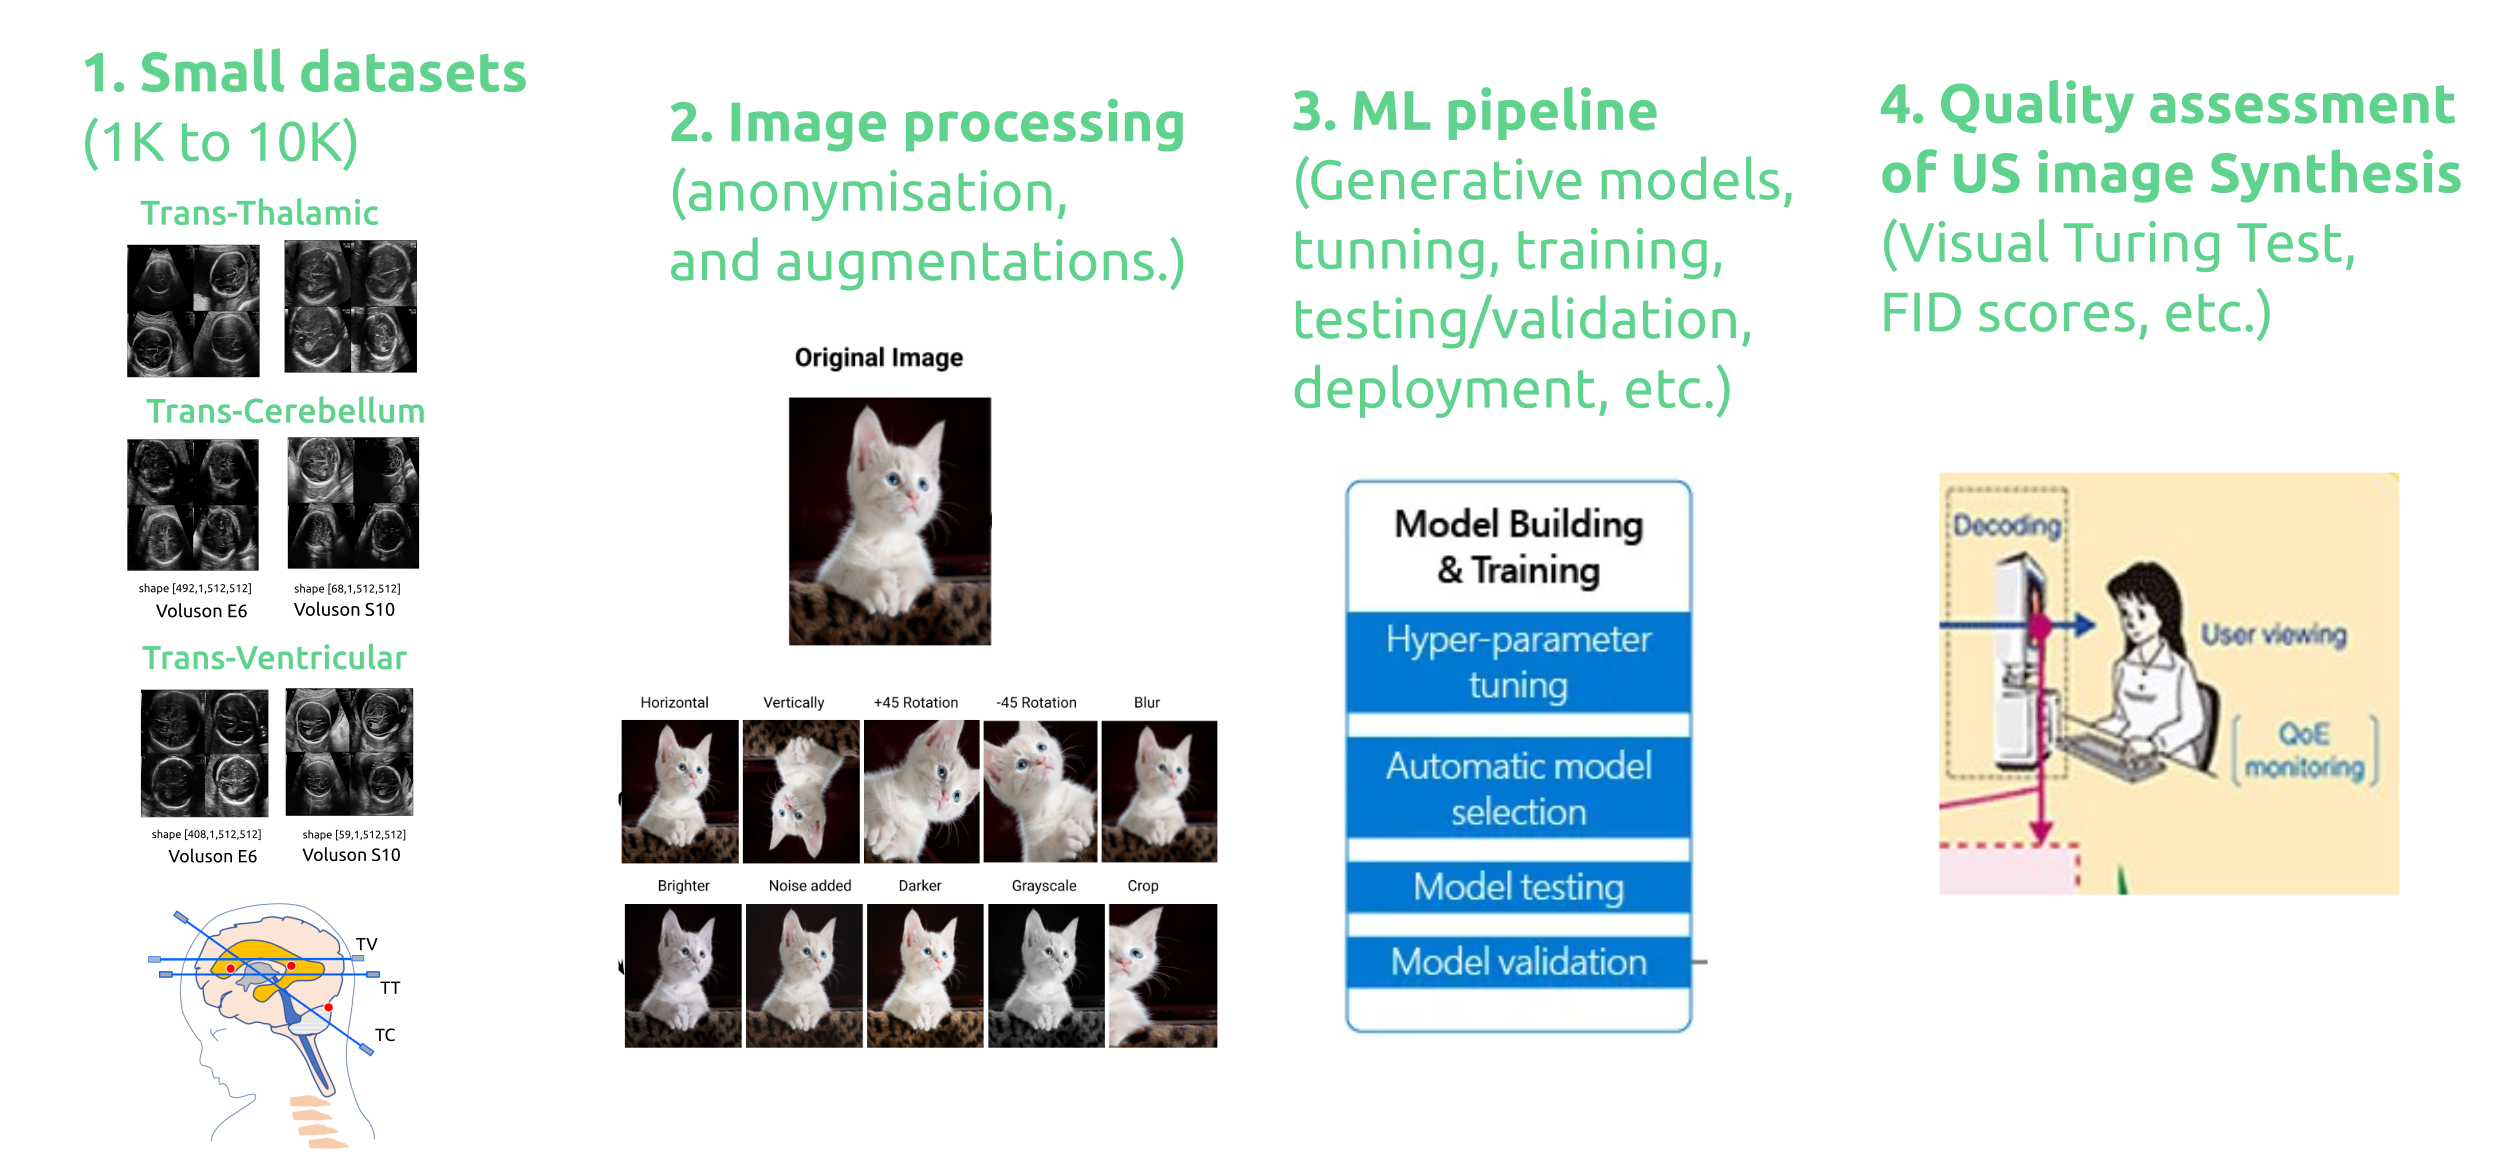 1. Small datasets
(1K to 10K)
Trans-Thalamic
Trans-Cerebellum
shape [492,1,512,512]
shape [68,1,512,512]
Voluson E6
Voluson S10
Trans-Ventricular
shape [408,1,512,512]
shape [59,1,512,512]
Voluson E6
Voluson S10
TV
TT
TC
2. Image processing
(anonymisation,
and augmentations.)
Original Image
Horizontal
Vertically
+45 Rotation
-45 Rotation
Blur
Brighter
Noise added
Darker
Grayscale
Crop
3. ML pipeline
(Generative models,
tunning, training,
testing/validation,
deployment, etc.)
Model Building
& Training
Hyper-parameter
tuning
Automatic model
selection
Model testing
Model validation
4. Quality assessment
of US image Synthesis
(Visual Turing Test,
FID scores, etc.)
Decoding
User viewing
QoE
monitoring